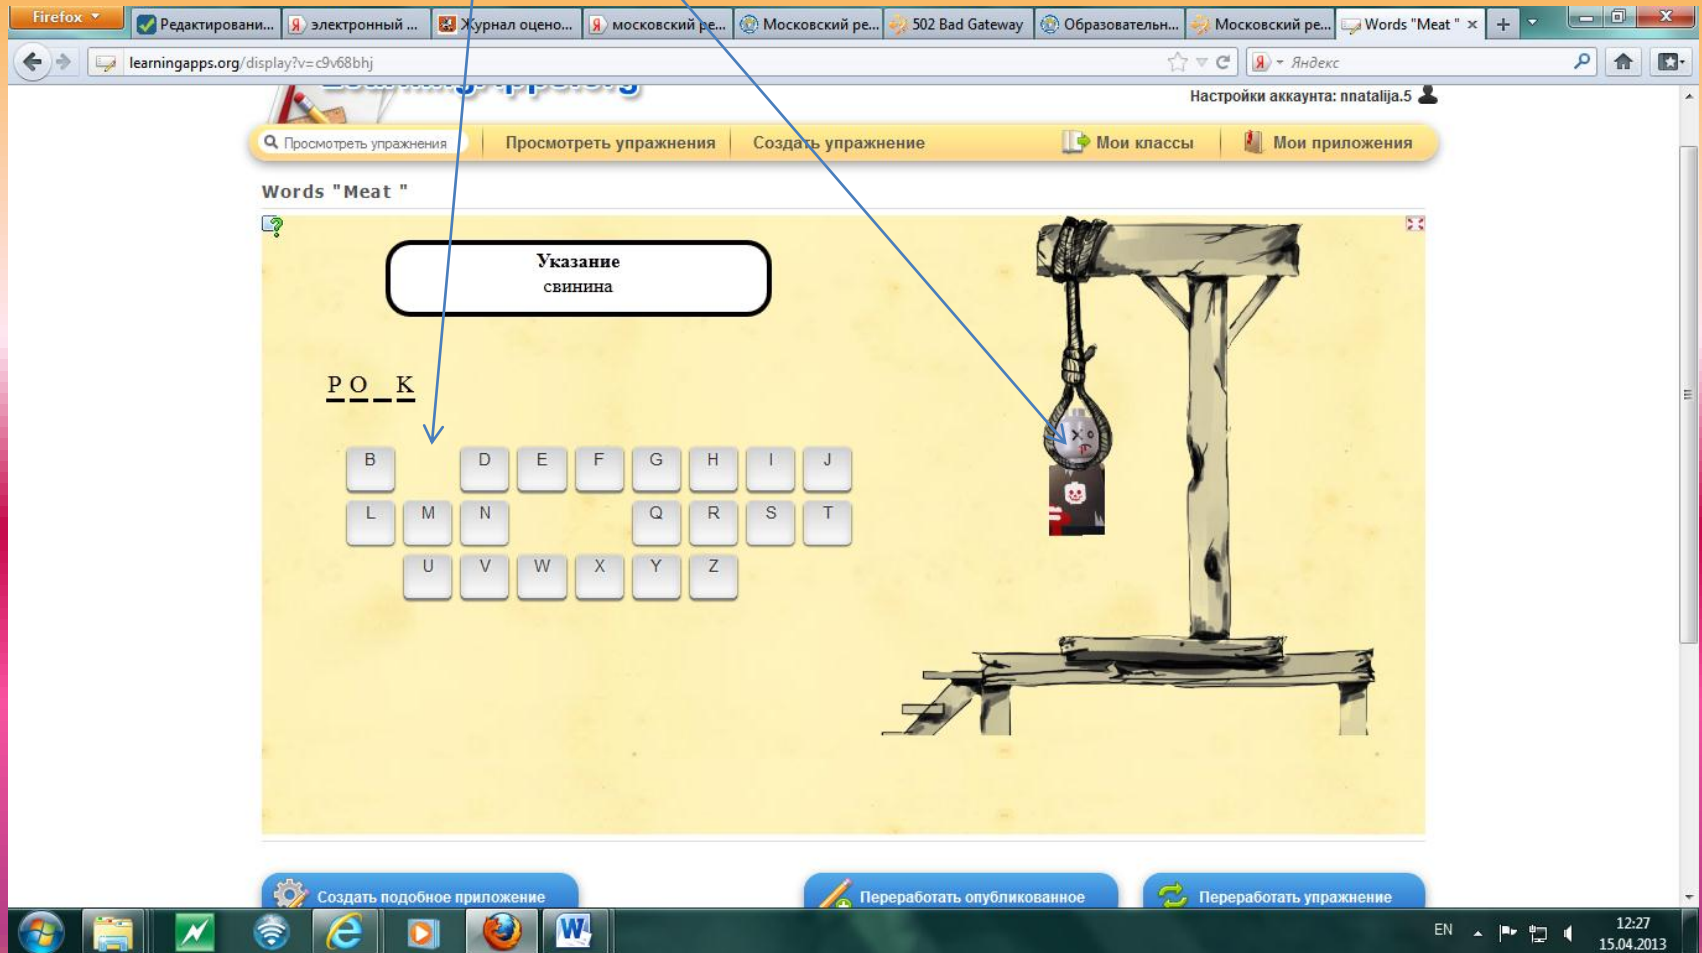 Firefox
Редактировани...
электронный ...
Журнал оцено...
московский ре...
Московский ре...
502 Bad Gateway
Образовательн...
Московский ре...
Words "Meat "
learningapps.org/display?v=c9v68bhj
Яндекс
LearningApps.org
Настройки аккаунта: nnatalija.5
Просмотреть упражнения
Просмотреть упражнения
Создать упражнение
Мои классы
Мои приложения
Words "Meat "
Указание
свинина
P O _ K
B D E F G H I J
L M N Q R S T
U V W X Y Z
Создать подобное приложение
Переработать опубликованное
Переработать упражнение
EN
12:27
15.04.2013